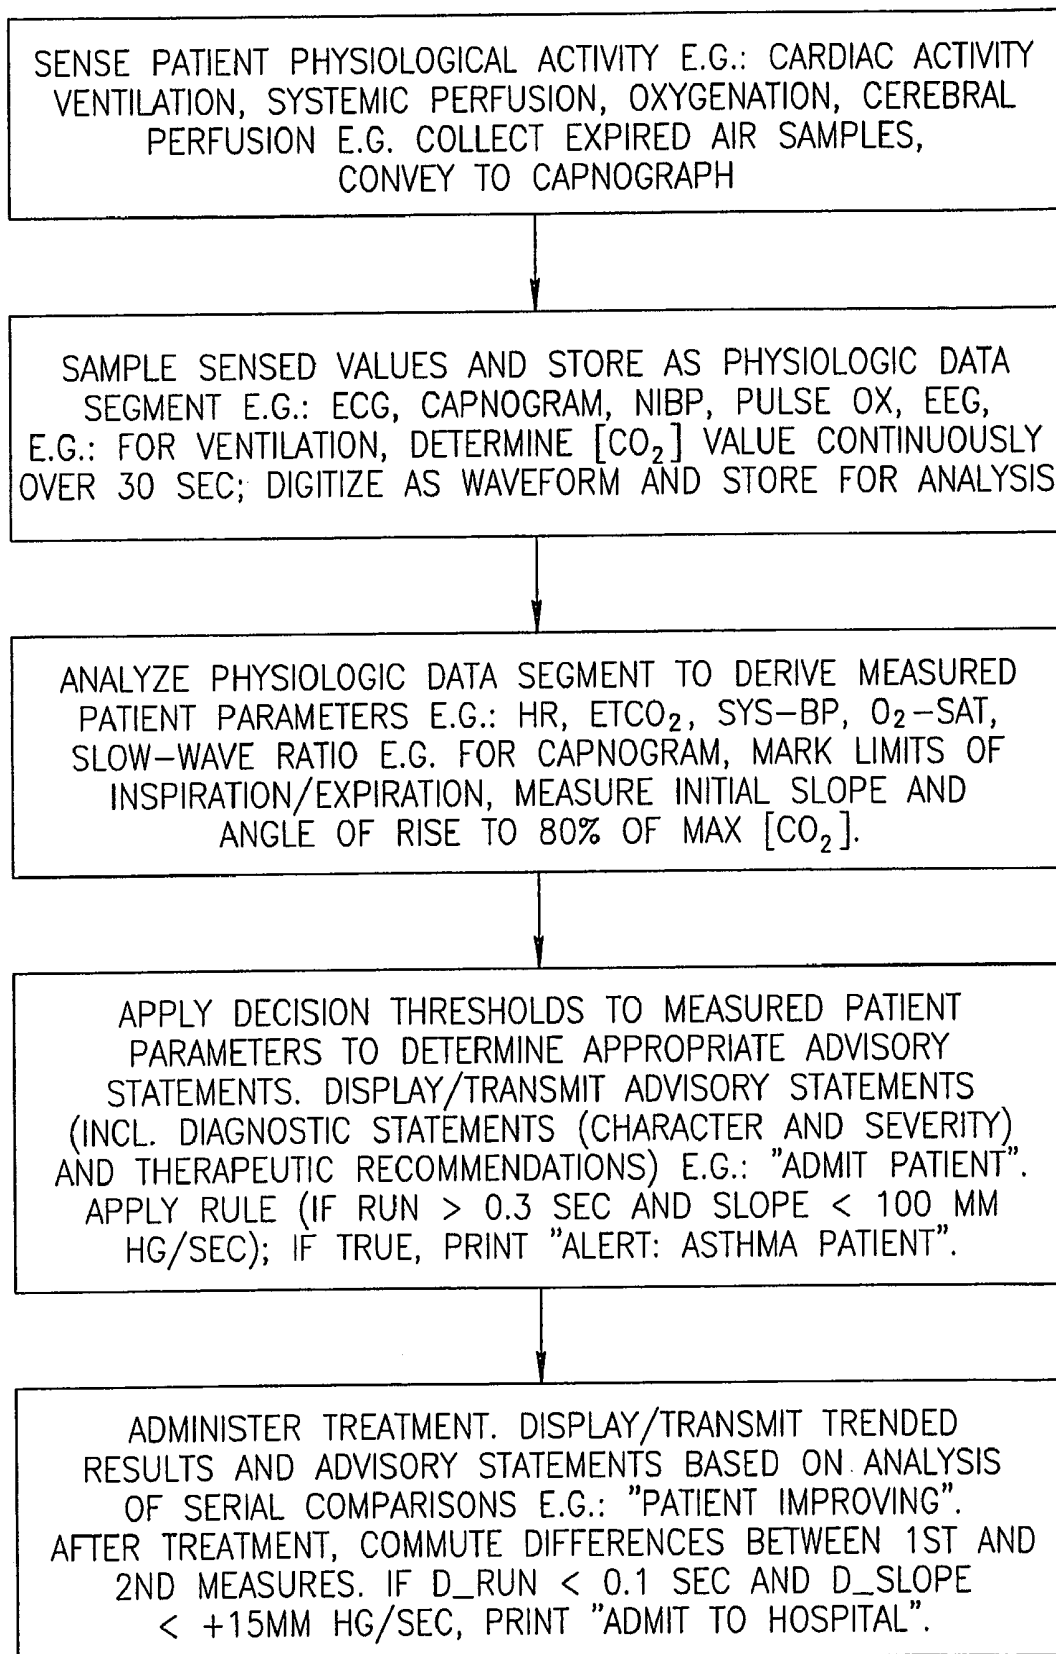 SENSE PATIENT PHYSIOLOGICAL ACTIVITY E.G.: CARDIAC ACTIVITY
VENTILATION, SYSTEMIC PERFUSION, OXYGENATION, CEREBRAL
PERFUSION E.G. COLLECT EXPIRED AIR SAMPLES,
CONVEY TO CAPNOGRAPH
SAMPLE SENSED VALUES AND STORE AS PHYSIOLOGIC DATA
SEGMENT E.G.: ECG, CAPNOGRAM, NIBP, PULSE OX, EEG,
E.G.: FOR VENTILATION, DETERMINE [CO₂] VALUE CONTINUOUSLY
OVER 30 SEC; DIGITIZE AS WAVEFORM AND STORE FOR ANALYSIS
ANALYZE PHYSIOLOGIC DATA SEGMENT TO DERIVE MEASURED
PATIENT PARAMETERS E.G.: HR, ETCO₂, SYS-BP, O₂-SAT,
SLOW-WAVE RATIO E.G. FOR CAPNOGRAM, MARK LIMITS OF
INSPIRATION/EXPIRATION, MEASURE INITIAL SLOPE AND
ANGLE OF RISE TO 80% OF MAX [CO₂].
APPLY DECISION THRESHOLDS TO MEASURED PATIENT
PARAMETERS TO DETERMINE APPROPRIATE ADVISORY
STATEMENTS. DISPLAY/TRANSMIT ADVISORY STATEMENTS
(INCL. DIAGNOSTIC STATEMENTS (CHARACTER AND SEVERITY)
AND THERAPEUTIC RECOMMENDATIONS) E.G.: "ADMIT PATIENT".
APPLY RULE (IF RUN > 0.3 SEC AND SLOPE < 100 MM
HG/SEC); IF TRUE, PRINT "ALERT: ASTHMA PATIENT".
ADMINISTER TREATMENT. DISPLAY/TRANSMIT TRENDED
RESULTS AND ADVISORY STATEMENTS BASED ON ANALYSIS
OF SERIAL COMPARISONS E.G.: "PATIENT IMPROVING".
AFTER TREATMENT, COMMUTE DIFFERENCES BETWEEN 1ST AND
2ND MEASURES. IF D_RUN < 0.1 SEC AND D_SLOPE
< +15MM HG/SEC, PRINT "ADMIT TO HOSPITAL".